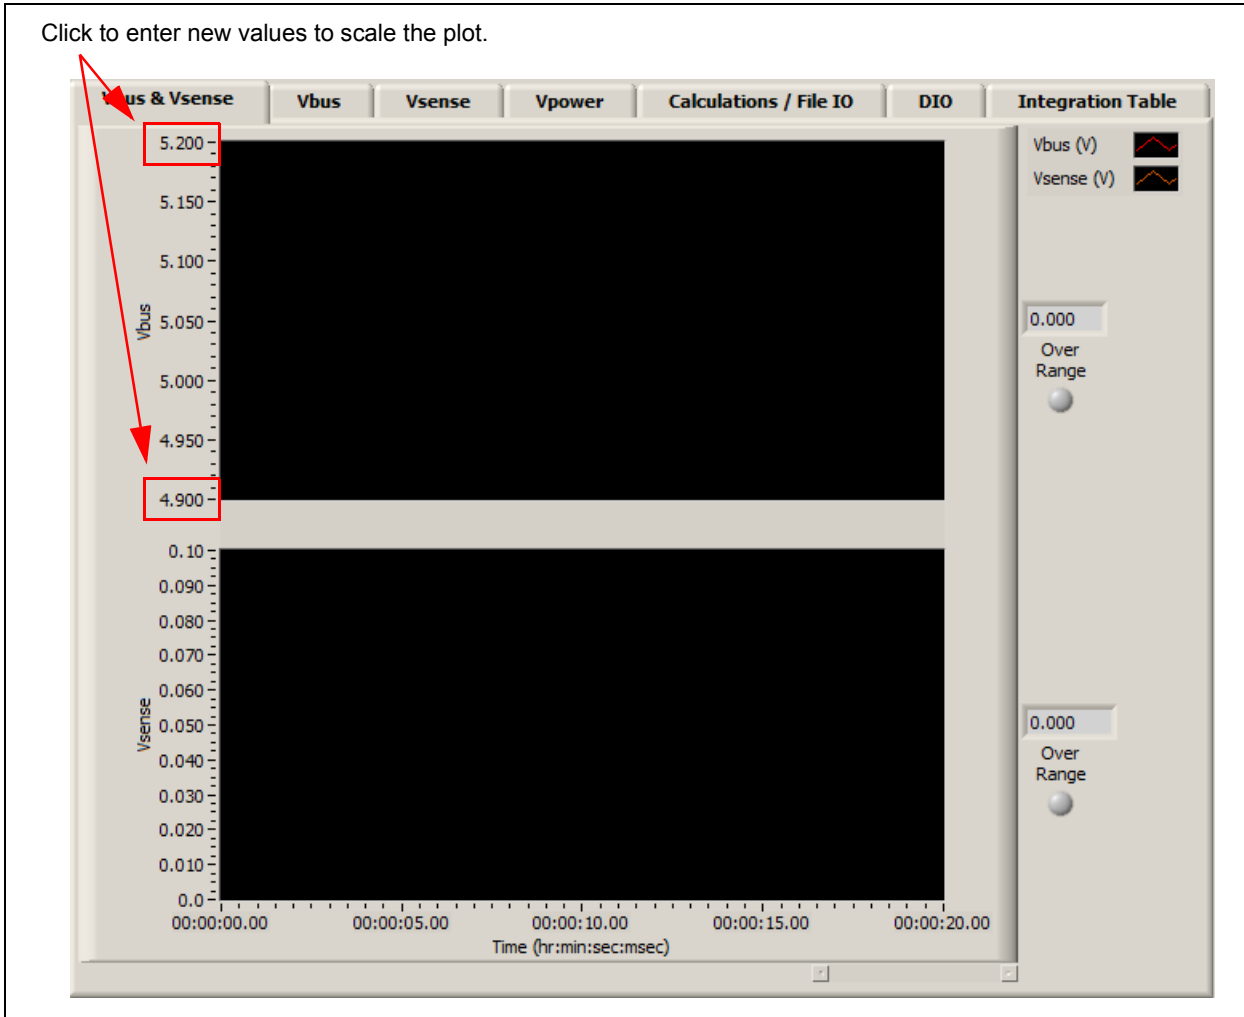 Click to enter new values to scale the plot.
Vbus & Vsense Vbus Vsense Vpower Calculations / File IO DIO Integration Table
5.200
5.150
5.100
5.050
5.000
4.950
4.900
Vbus
0.10
0.090
0.080
0.070
0.060
0.050
0.040
0.030
0.020
0.010
0.0
Vsense
00:00:00.00 00:00:05.00 00:00:10.00 00:00:15.00 00:00:20.00
Time (hr:min:sec:msec)
Vbus (V)
Vsense (V)
0.000
Over
Range
0.000
Over
Range